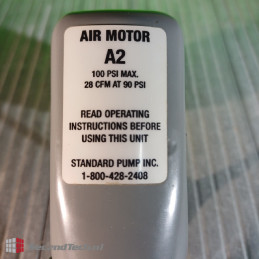 AIR MOTOR
A2
100 PSI MAX.
28 CFM AT 90 PSI
READ OPERATING
INSTRUCTIONS BEFORE
USING THIS UNIT
STANDARD PUMP INC.
1-800-428-2408